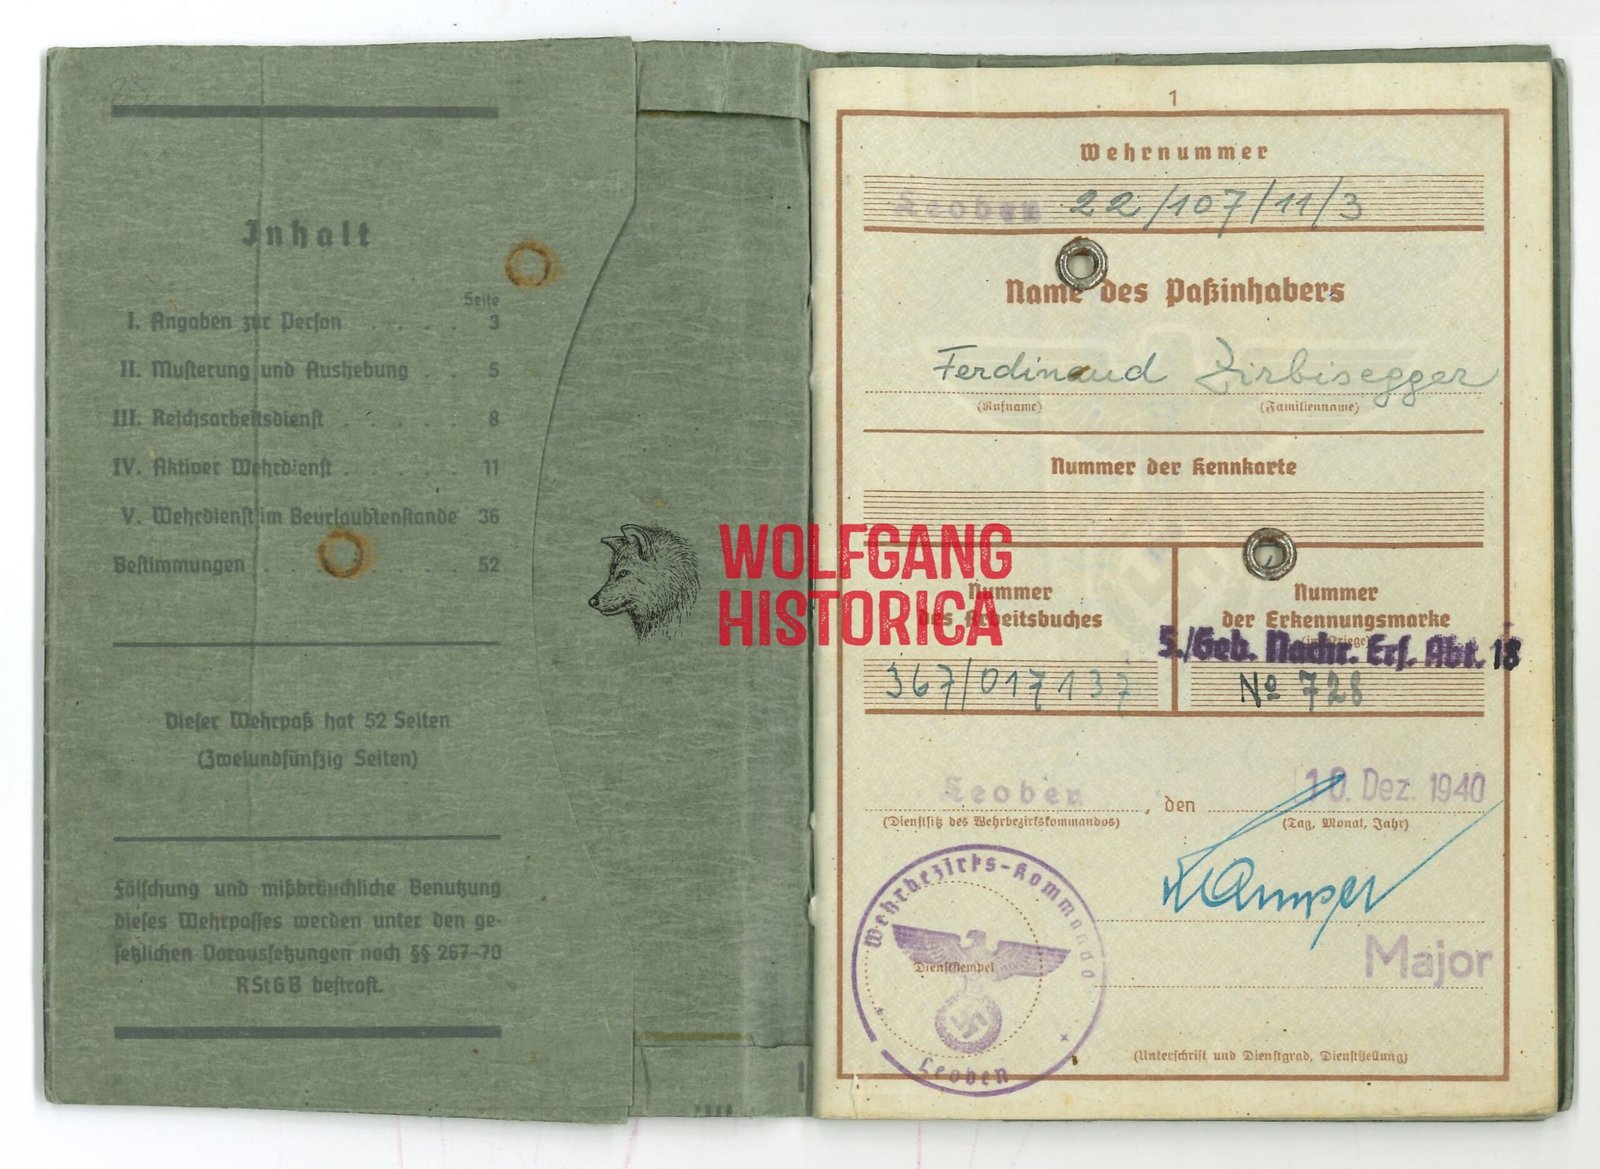 Inhalt
Seite
I. Angaben zur Person . . . . . 3
II. Musterung und Aushebung . . 5
III. Reichsarbeitsdienst . . . . . . 8
IV. Aktiver Wehrdienst . . . . . . 11
V. Wehrdienst im Beurlaubtenstande 36
Bestimmungen . . . . . . . . 52
Dieser Wehrpaß hat 52 Seiten
(Zweiundfünfzig Seiten)
Fälschung und mißbräuchliche Benutzung
dieses Wehrpasses werden unter den ge-
setzlichen Voraussetzungen nach §§ 267–70
RStGB bestraft.
WOLFGANG
HISTORICA
1
Wehrnummer
Leoben 22/107/11/3
Name des Paßinhabers
Ferdinand Zirbisegger
(Rufname) (Familienname)
Nummer der Kennkarte
Nummer
des Arbeitsbuches
367/017137
Nummer
der Erkennungsmarke
(im Kriege)
5./Geb. Nachr. Ers. Abt. 18
No 728
Leoben, den 10. Dez. 1940
(Dienstsitz des Wehrbezirkskommandos) (Tag, Monat, Jahr)
Wehrbezirks-Kommando
Dienststempel
Leoben
Major
(Unterschrift und Dienstgrad, Dienststellung)